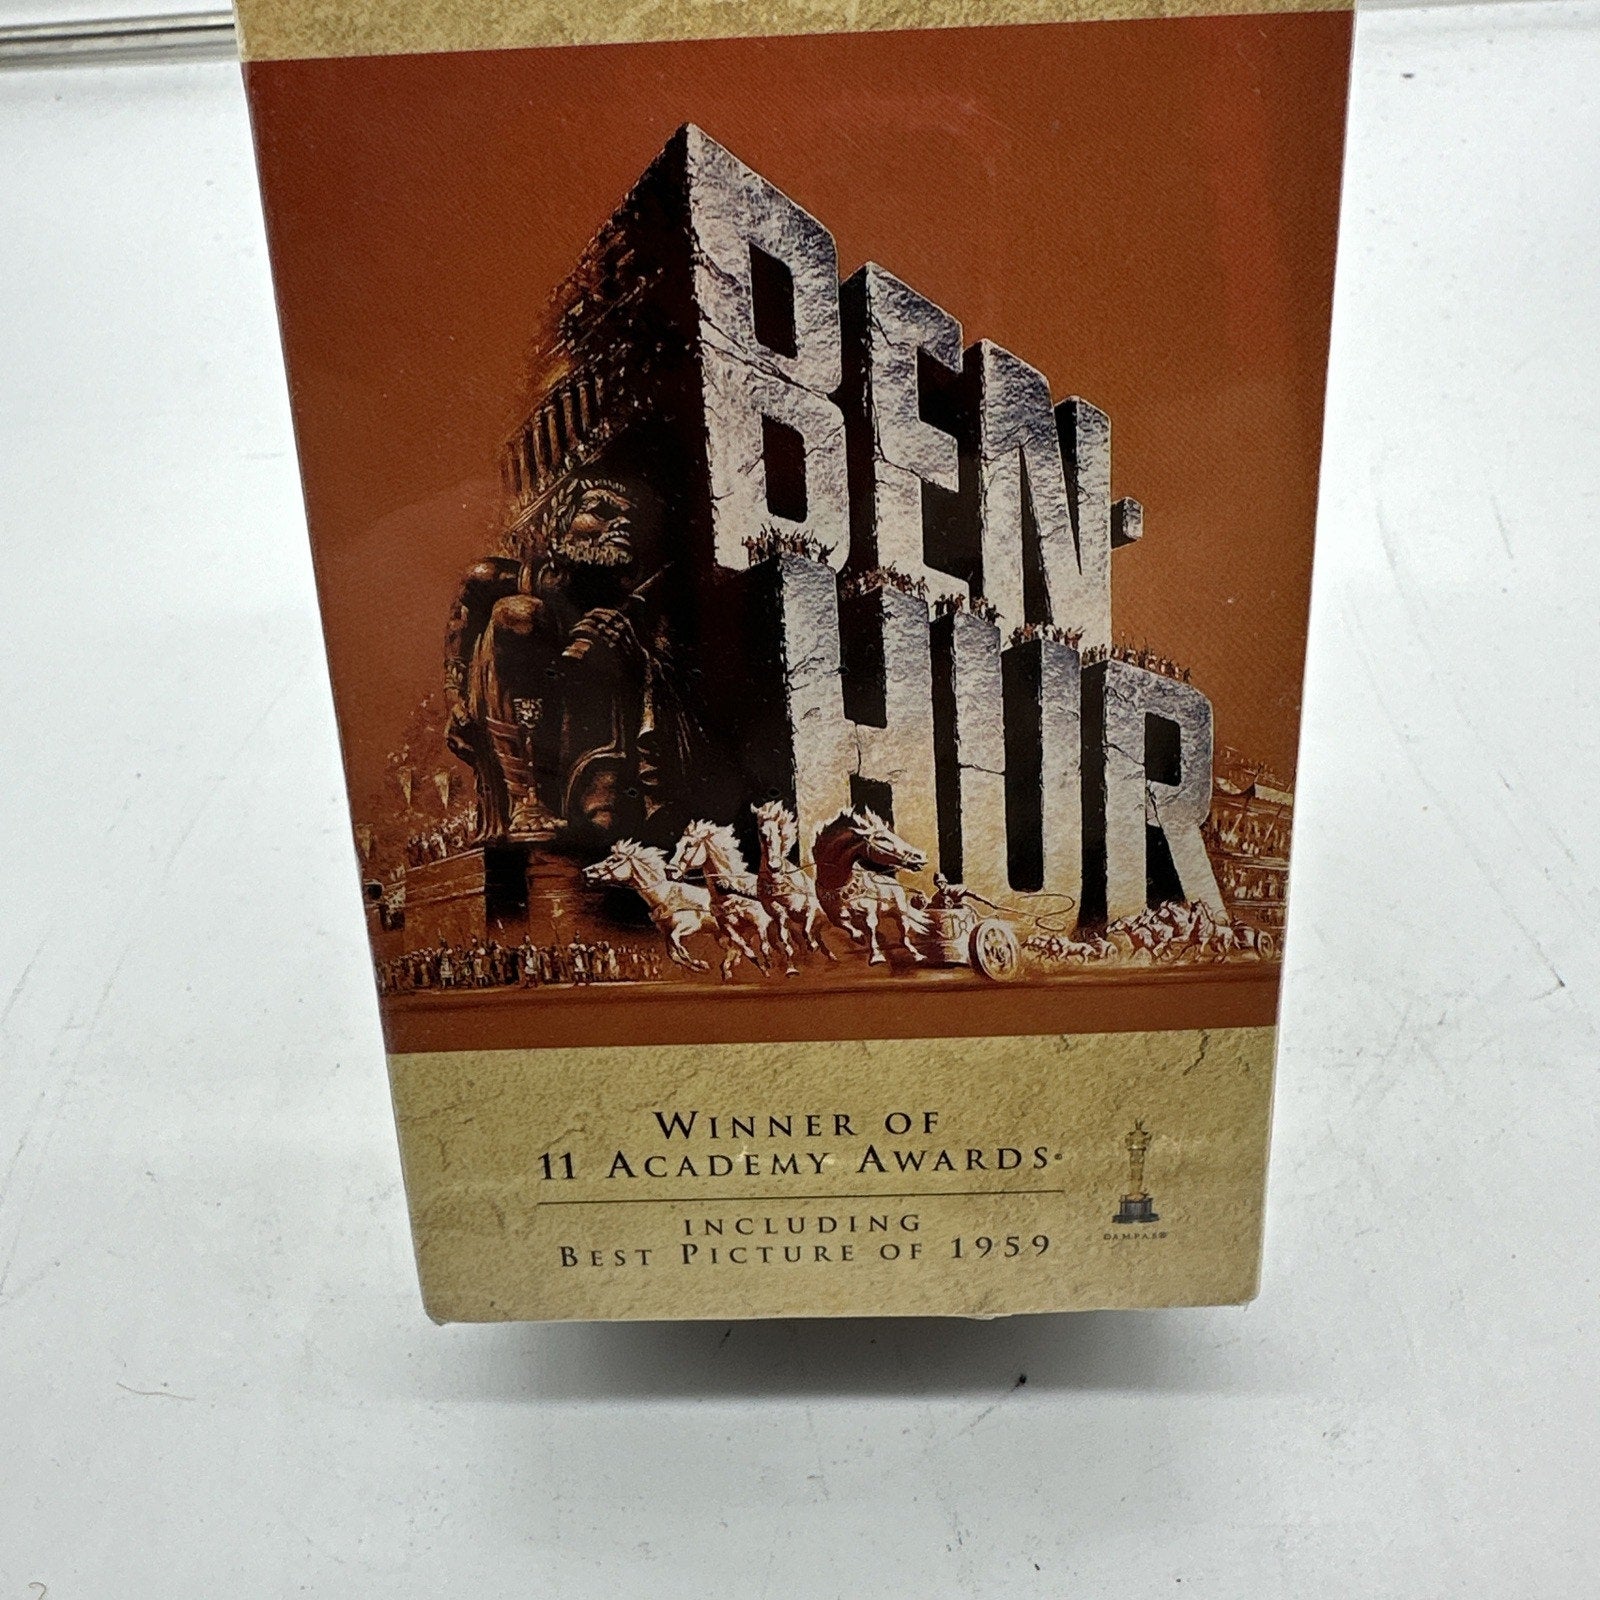 BEN-
HUR
WINNER OF
11 ACADEMY AWARDS®
INCLUDING
BEST PICTURE OF 1959
©A.M.P.A.S.®